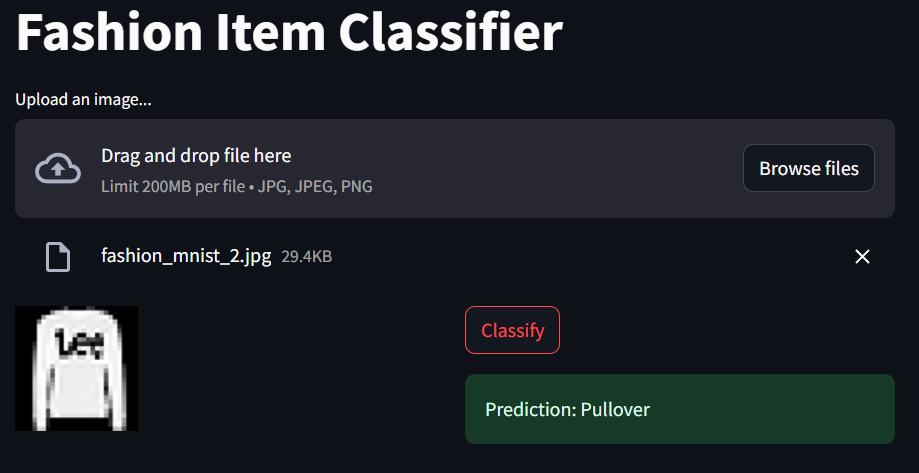 Fashion Item Classifier
Upload an image...
Drag and drop file here
Limit 200MB per file • JPG, JPEG, PNG
Browse files
fashion_mnist_2.jpg 29.4KB
Lee
Classify
Prediction: Pullover